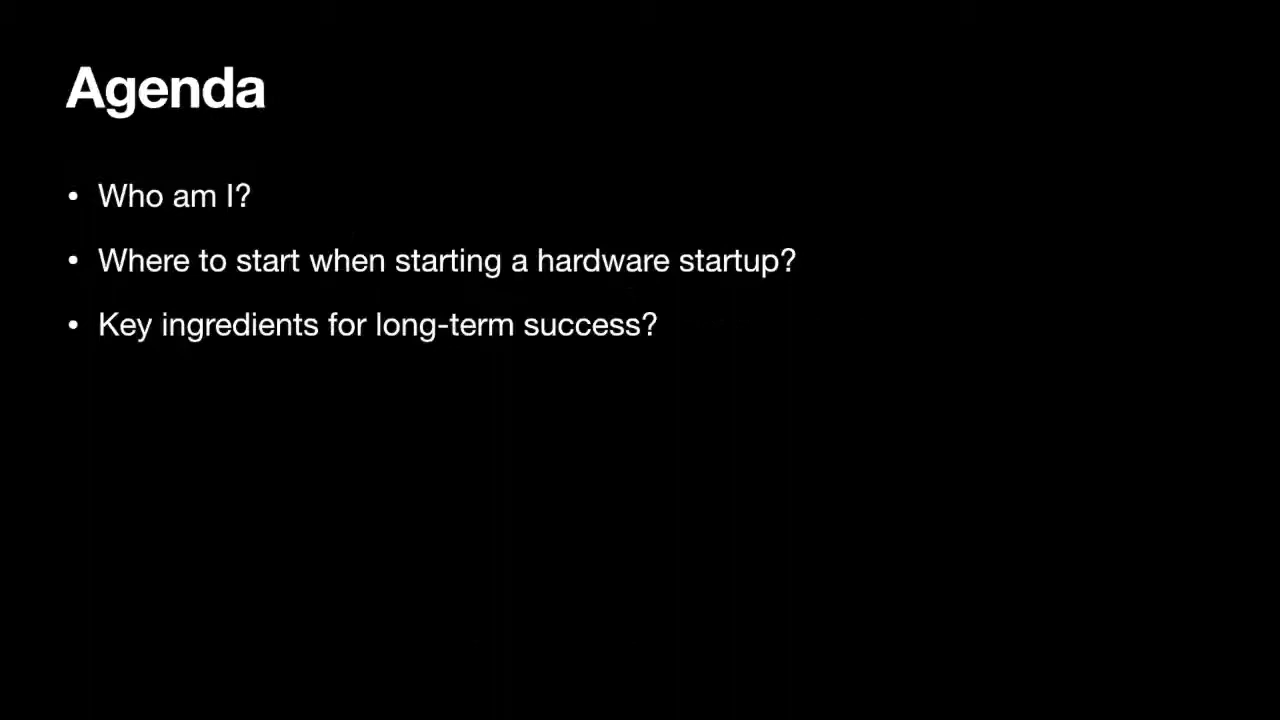 Agenda
• Who am I?
• Where to start when starting a hardware startup?
• Key ingredients for long-term success?